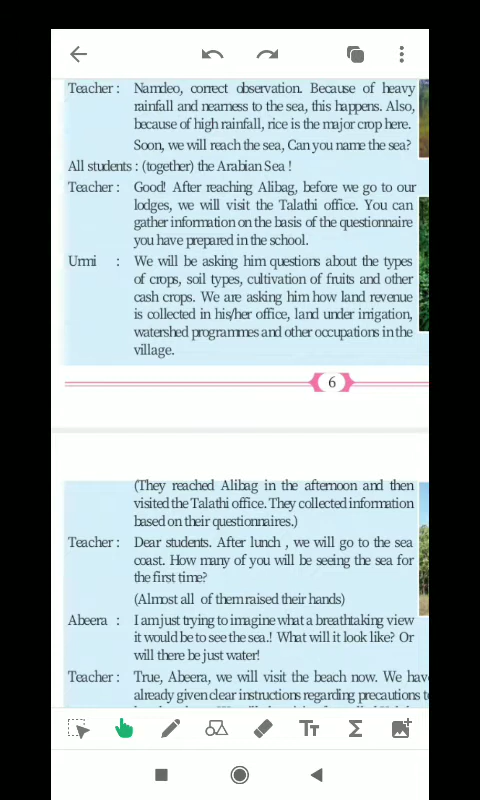 Teacher : Namdeo, correct observation. Because of heavy
rainfall and nearness to the sea, this happens. Also,
because of high rainfall, rice is the major crop here.
Soon, we will reach the sea, Can you name the sea?
All students : (together) the Arabian Sea !
Teacher : Good! After reaching Alibag, before we go to our
lodges, we will visit the Talathi office. You can
gather information on the basis of the questionnaire
you have prepared in the school.
Urmi : We will be asking him questions about the types
of crops, soil types, cultivation of fruits and other
cash crops. We are asking him how land revenue
is collected in his/her office, land under irrigation,
watershed programmes and other occupations in the
village.
6
(They reached Alibag in the afternoon and then
visited the Talathi office. They collected information
based on their questionnaires.)
Teacher : Dear students. After lunch , we will go to the sea
coast. How many of you will be seeing the sea for
the first time?
(Almost all of them raised their hands)
Abeera : I am just trying to imagine what a breathtaking view
it would be to see the sea.! What will it look like? Or
will there be just water!
Teacher : True, Abeera, we will visit the beach now. We have
already given clear instructions regarding precautions
Tт
Σ